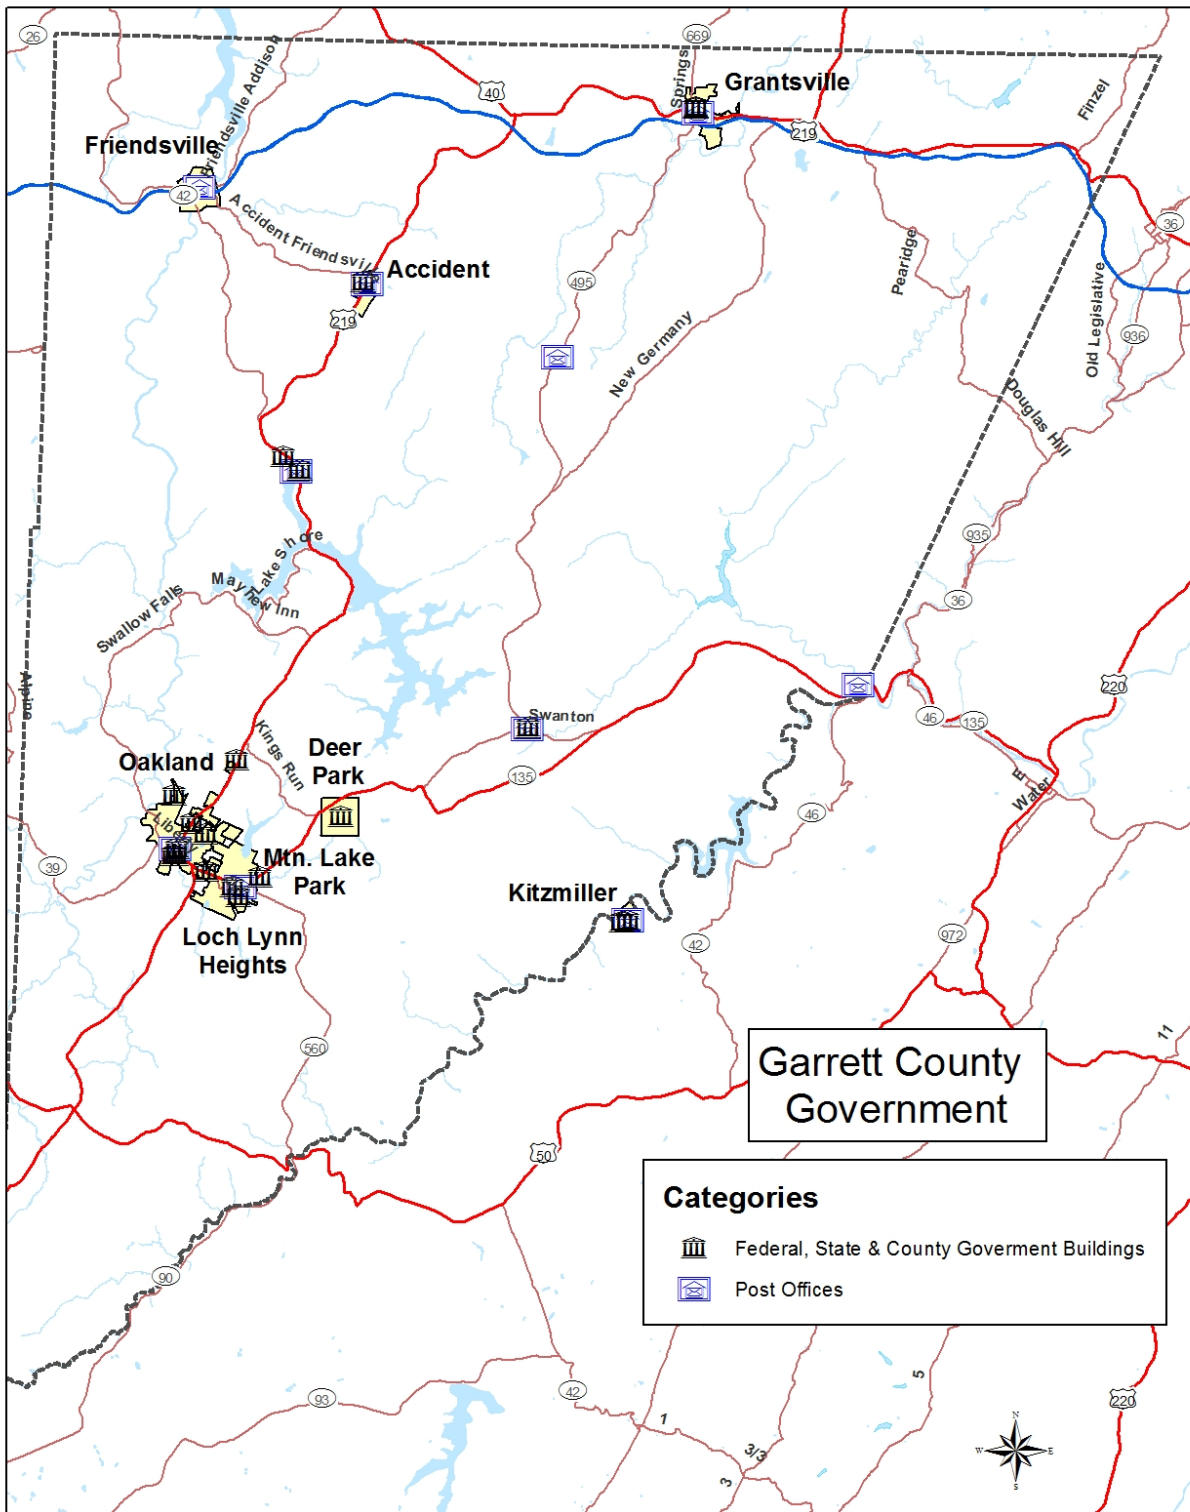 26
669
Springs
Grantsville
40
Friendsville Addison
Finzel
219
Friendsville
42
36
Accident Friendsville
Accident
Pearidge
495
Old Legislative
219
936
New Germany
Douglas Hill
935
Lake Shore
Mayhew Inn
Swallow Falls
36
Alpine
220
Swanton
46
135
Kings Run
Deer
Park
Oakland
135
E
Water
46
39
Mtn. Lake
Park
Kitzmiller
972
42
Loch Lynn
Heights
560
11
Garrett County
Government
50
Categories
Federal, State & County Goverment Buildings
Post Offices
90
93
42
5
220
1
3/3
3
N
W
E
S